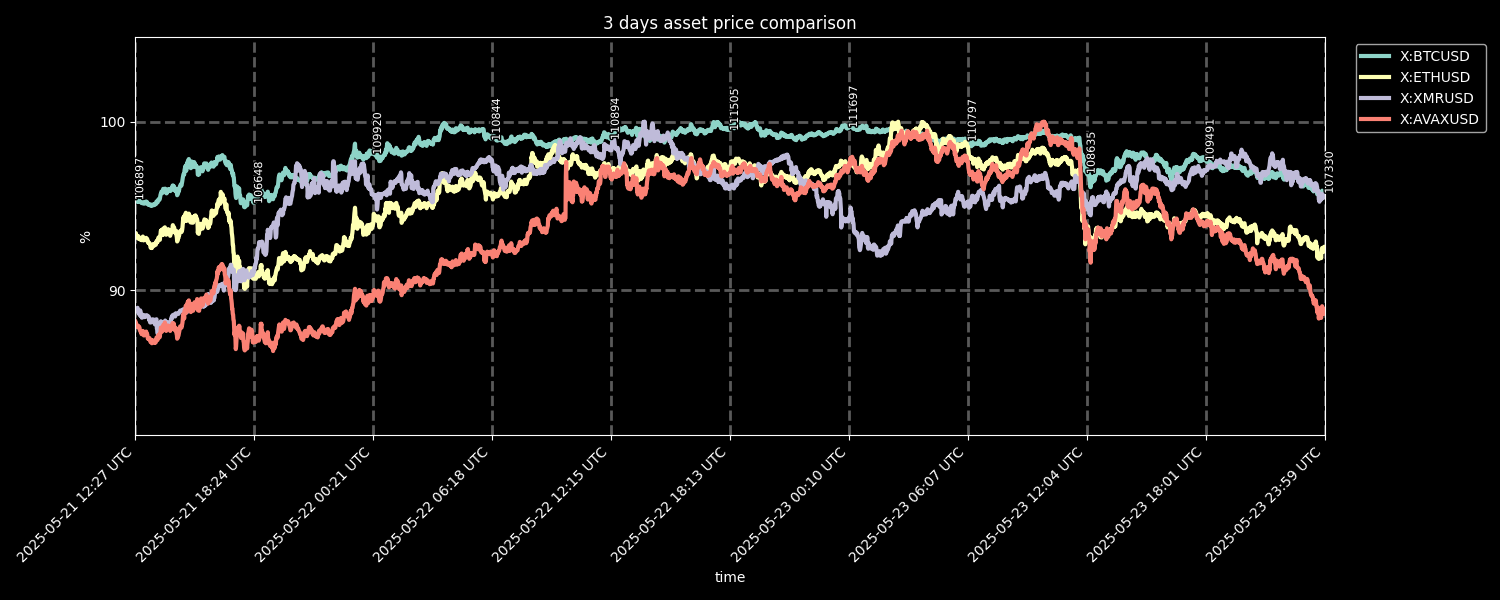 3 days asset price comparison
X:BTCUSD
X:ETHUSD
X:XMRUSD
X:AVAXUSD
100
90
%
106897
106648
109920
110844
110894
111505
111697
110797
108635
109491
107330
2025-05-21 12:27 UTC
2025-05-21 18:24 UTC
2025-05-22 00:21 UTC
2025-05-22 06:18 UTC
2025-05-22 12:15 UTC
2025-05-22 18:13 UTC
2025-05-23 00:10 UTC
2025-05-23 06:07 UTC
2025-05-23 12:04 UTC
2025-05-23 18:01 UTC
2025-05-23 23:59 UTC
time